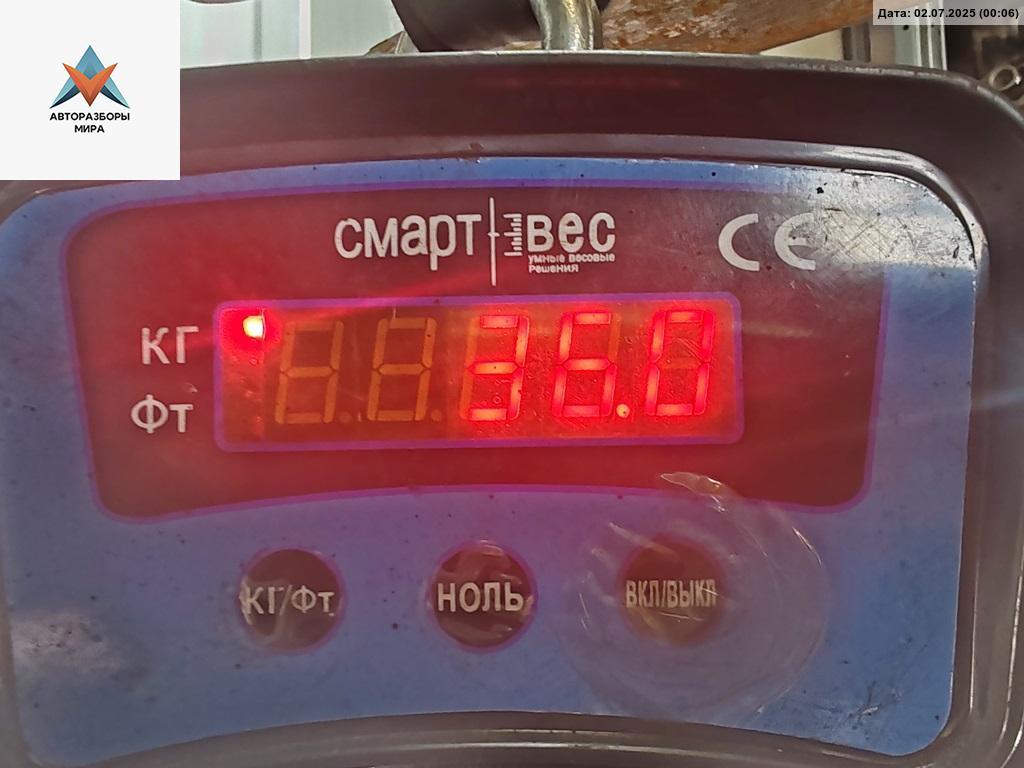 Дата: 02.07.2025 (00:06)
АВТОРАЗБОРЫ
МИРА
смарт вес
умные весовые
решения
CE
КГ
Фт
36.0
КГ/Фт
НОЛЬ
ВКЛ/ВЫКЛ